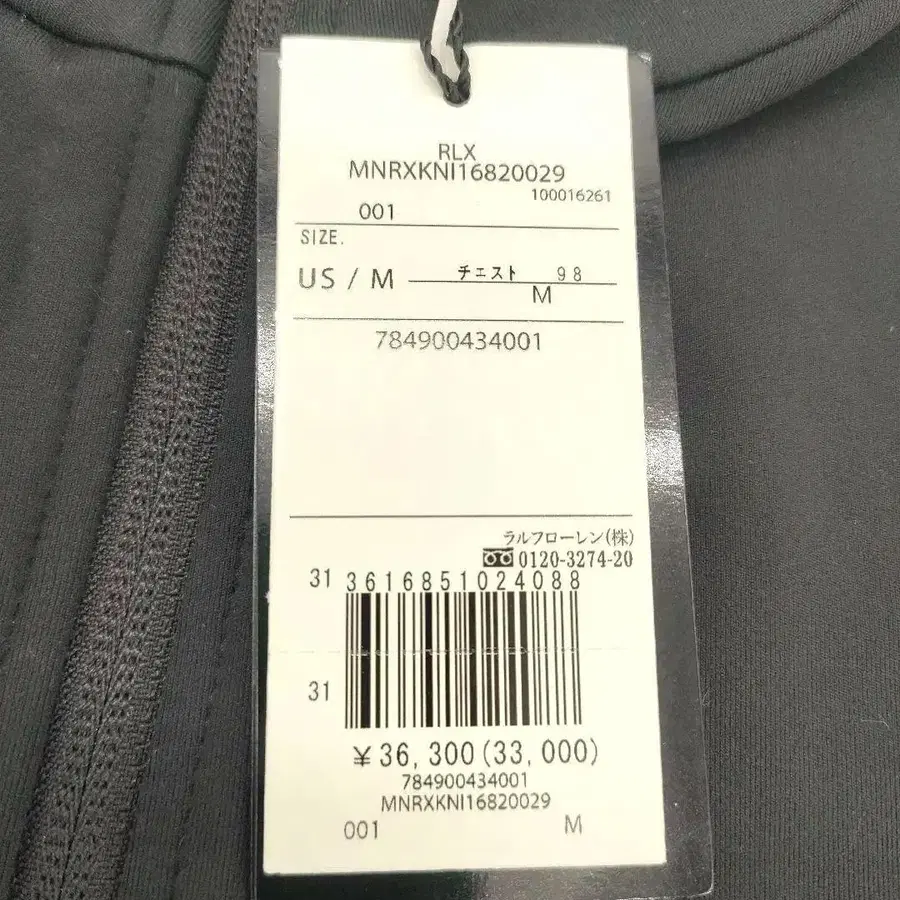 RLX
MNRXKNI16820029
100016261
001
SIZE.
US / M チェスト 98
M
784900434001
ラルフローレン(株)
0120-3274-20
31 3616851024088
31
¥ 36,300(33,000)
784900434001
MNRXKNI16820029
001 M